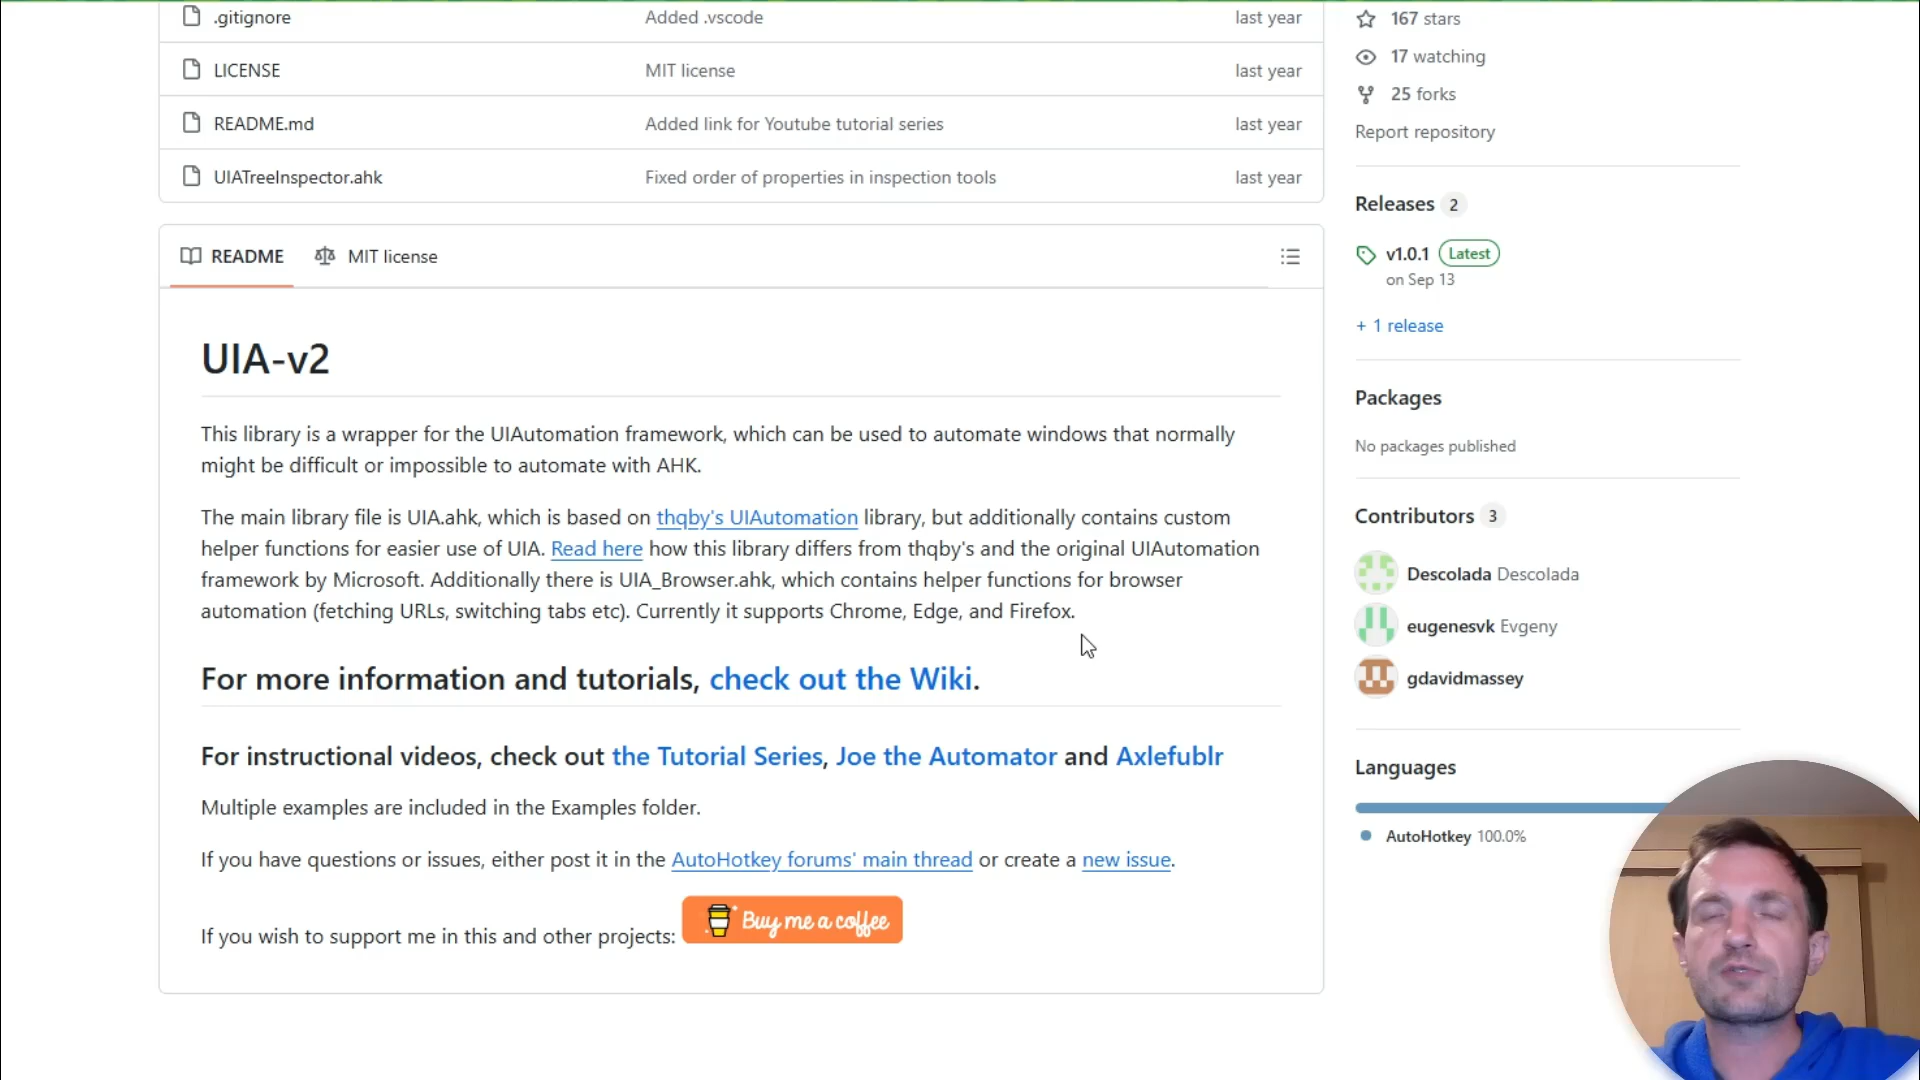 .gitignore Added .vscode last year
LICENSE MIT license last year
README.md Added link for Youtube tutorial series last year
UIATreeInspector.ahk Fixed order of properties in inspection tools last year
README MIT license
UIA-v2
This library is a wrapper for the UIAutomation framework, which can be used to automate windows that normally
might be difficult or impossible to automate with AHK.
The main library file is UIA.ahk, which is based on thqby's UIAutomation library, but additionally contains custom
helper functions for easier use of UIA. Read here how this library differs from thqby's and the original UIAutomation
framework by Microsoft. Additionally there is UIA_Browser.ahk, which contains helper functions for browser
automation (fetching URLs, switching tabs etc). Currently it supports Chrome, Edge, and Firefox.
For more information and tutorials, check out the Wiki.
For instructional videos, check out the Tutorial Series, Joe the Automator and Axlefublr
Multiple examples are included in the Examples folder.
If you have questions or issues, either post it in the AutoHotkey forums' main thread or create a new issue.
If you wish to support me in this and other projects: Buy me a coffee
167 stars
17 watching
25 forks
Report repository
Releases 2
v1.0.1 Latest
on Sep 13
+ 1 release
Packages
No packages published
Contributors 3
Descolada Descolada
eugenesvk Evgeny
gdavidmassey
Languages
AutoHotkey 100.0%